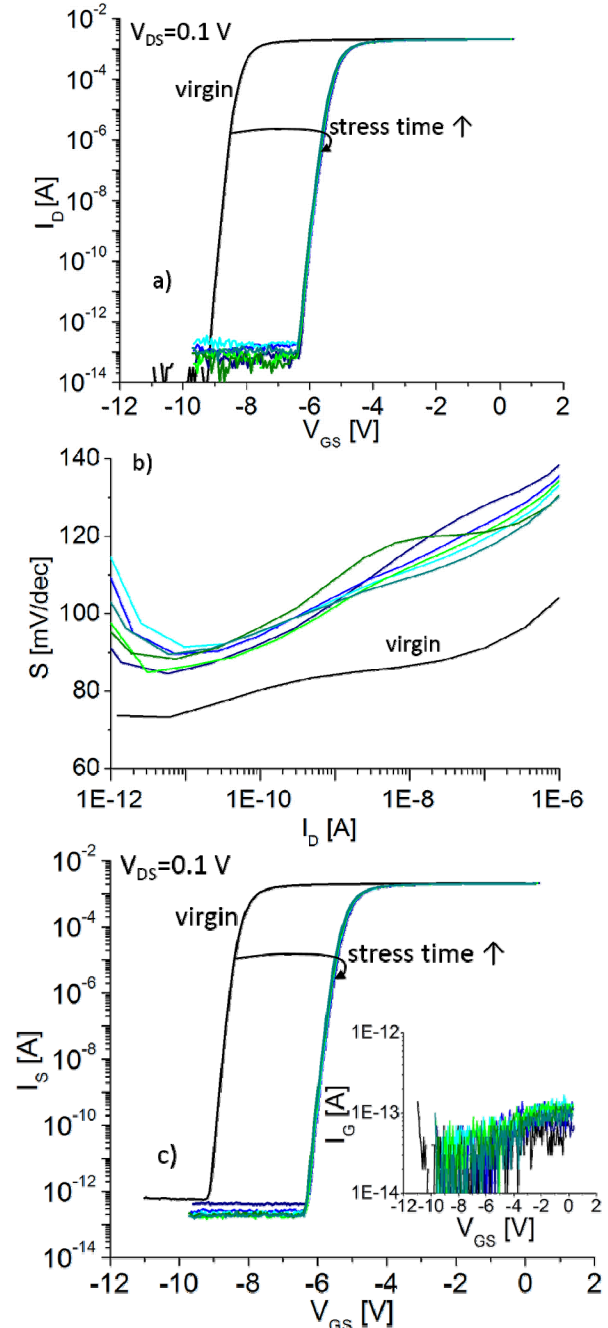 V_DS=0.1 V
virgin
stress time ↑
a)
I_D [A]
10^-2
10^-4
10^-6
10^-8
10^-10
10^-12
10^-14
-12 -10 -8 -6 -4 -2 0 2
V_GS [V]
b)
S [mV/dec]
140
120
100
80
60
virgin
1E-12 1E-10 1E-8 1E-6
I_D [A]
V_DS=0.1 V
virgin
stress time ↑
c)
I_S [A]
10^-2
10^-4
10^-6
10^-8
10^-10
10^-12
10^-14
I_G [A]
1E-12
1E-13
1E-14
-12 -10 -8 -6 -4 -2 0
V_GS [V]
-12 -10 -8 -6 -4 -2 0 2
V_GS [V]